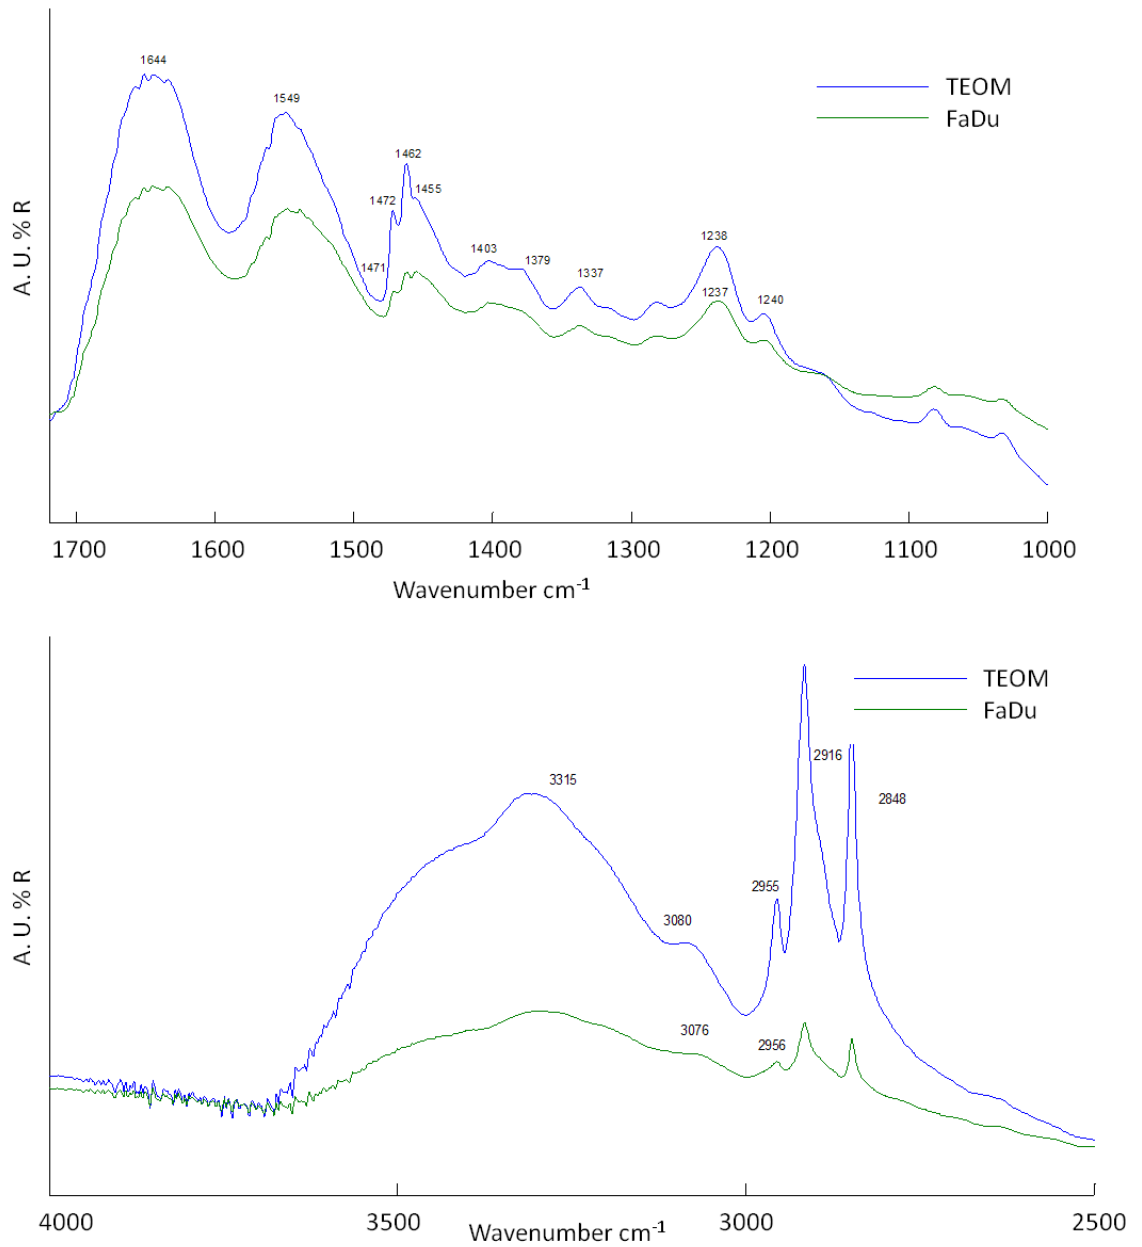 1644
1549
1462
1455
1472
1471
1403
1379
1337
1238
1237
1240
TEOM
FaDu
A. U. % R
1700 1600 1500 1400 1300 1200 1100 1000
Wavenumber cm-1
TEOM
FaDu
3315
3080
3076
2955
2956
2916
2848
A. U. % R
4000 3500 3000 2500
Wavenumber cm-1